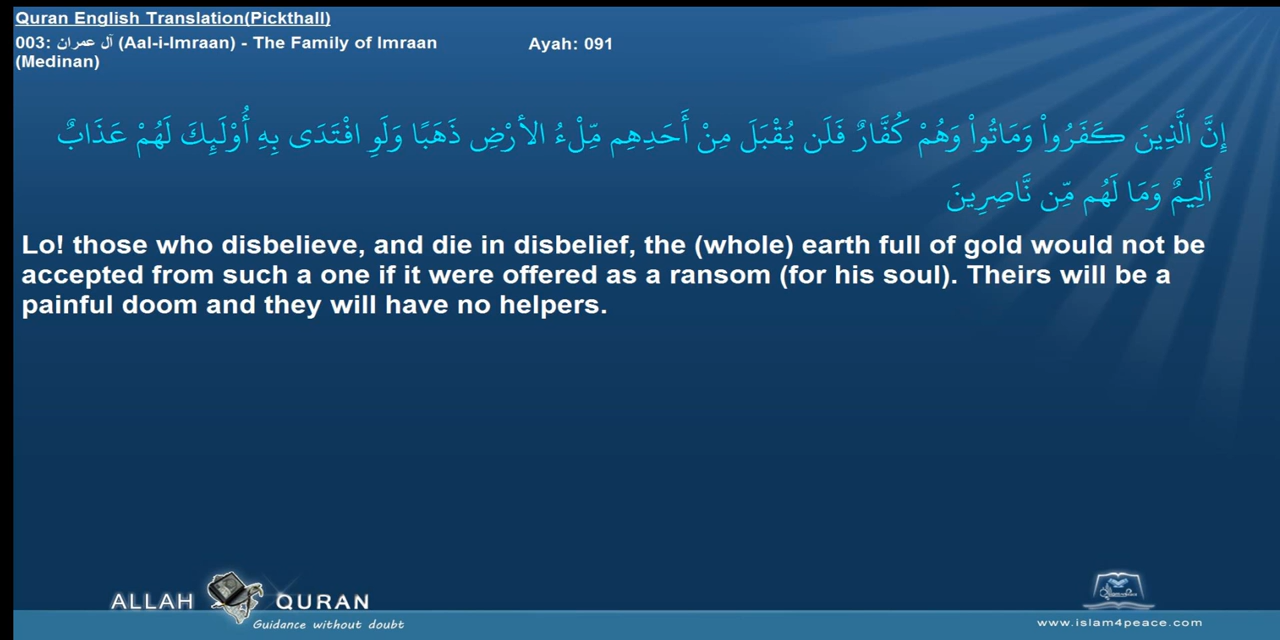 Quran English Translation(Pickthall)
003: آل عمران (Aal-i-Imraan) - The Family of Imraan
(Medinan)
Ayah: 091
إِنَّ الَّذِينَ كَفَرُواْ وَمَاتُواْ وَهُمْ كُفَّارٌ فَلَن يُقْبَلَ مِنْ أَحَدِهِم مِّلْءُ الأَرْضِ ذَهَبًا وَلَوِ افْتَدَى بِهِ أُوْلَئِكَ لَهُمْ عَذَابٌ
أَلِيمٌ وَمَا لَهُم مِّن نَّاصِرِينَ
Lo! those who disbelieve, and die in disbelief, the (whole) earth full of gold would not be
accepted from such a one if it were offered as a ransom (for his soul). Theirs will be a
painful doom and they will have no helpers.
ALLAH QURAN
Guidance without doubt
www.islam4peace.com